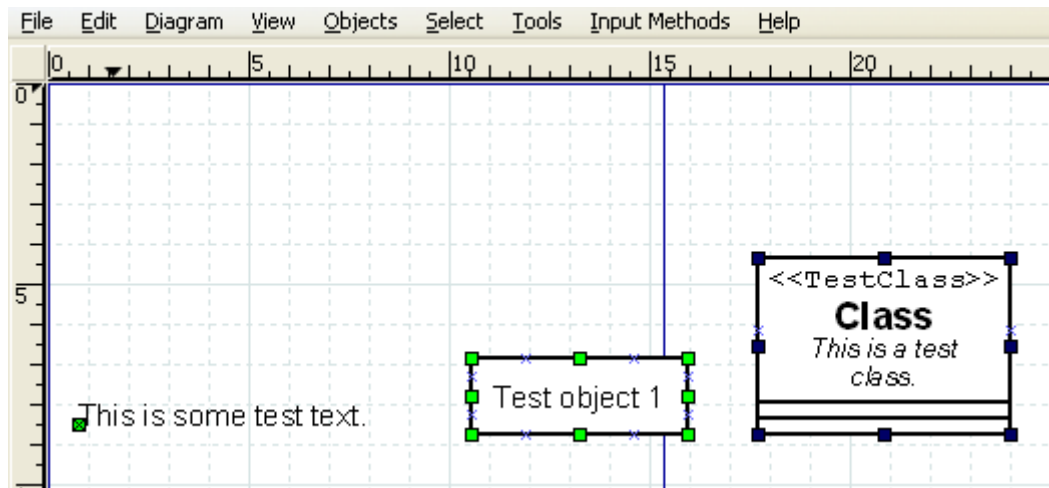 File Edit Diagram View Objects Select Tools Input Methods Help
0 5 10 15 20
0
5
<<TestClass>>
Class
This is a test
class.
Test object 1
This is some test text.